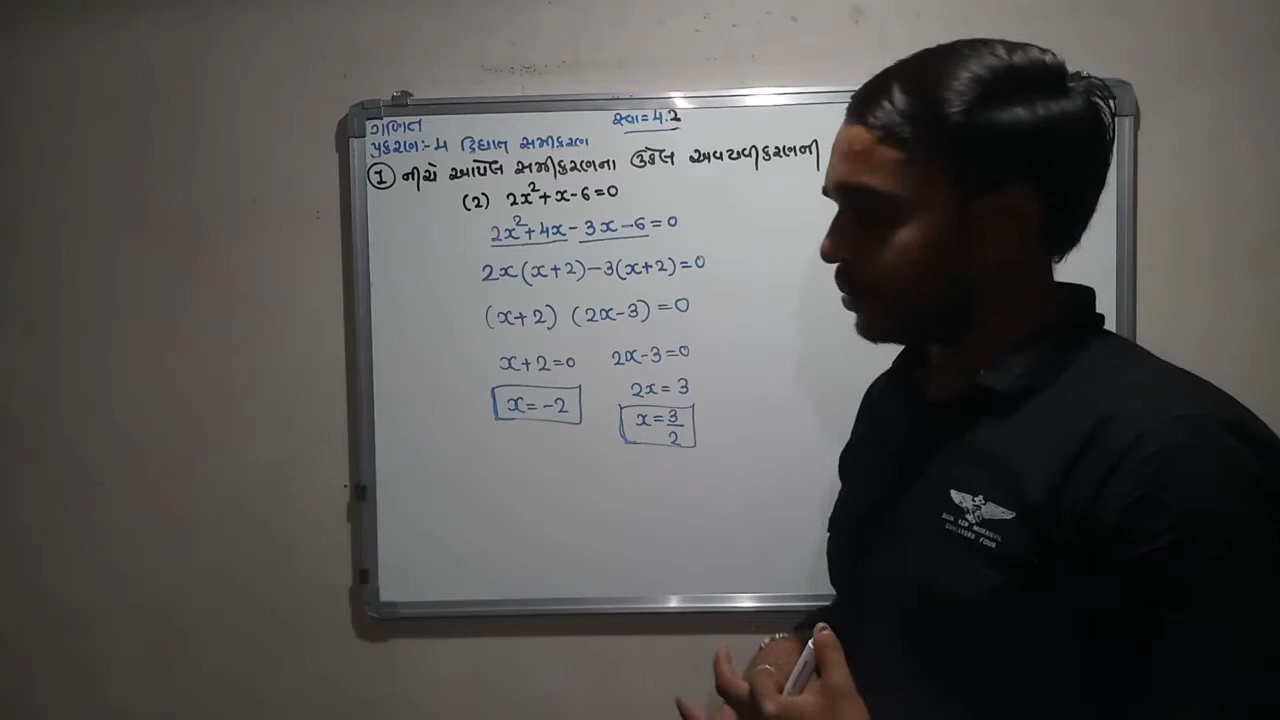 ગણિત
સ્વા = 4.2
પ્રકરણ:- 4 દ્વિઘાત સમીકરણ
1 નીચે આપેલ સમીકરણના ઉકેલ અવયવીકરણની
(2) 2x²+x-6=0
2x²+4x-3x-6=0
2x(x+2)-3(x+2)=0
(x+2) (2x-3)=0
x+2=0 2x-3=0
2x=3
x=-2
x=3/2